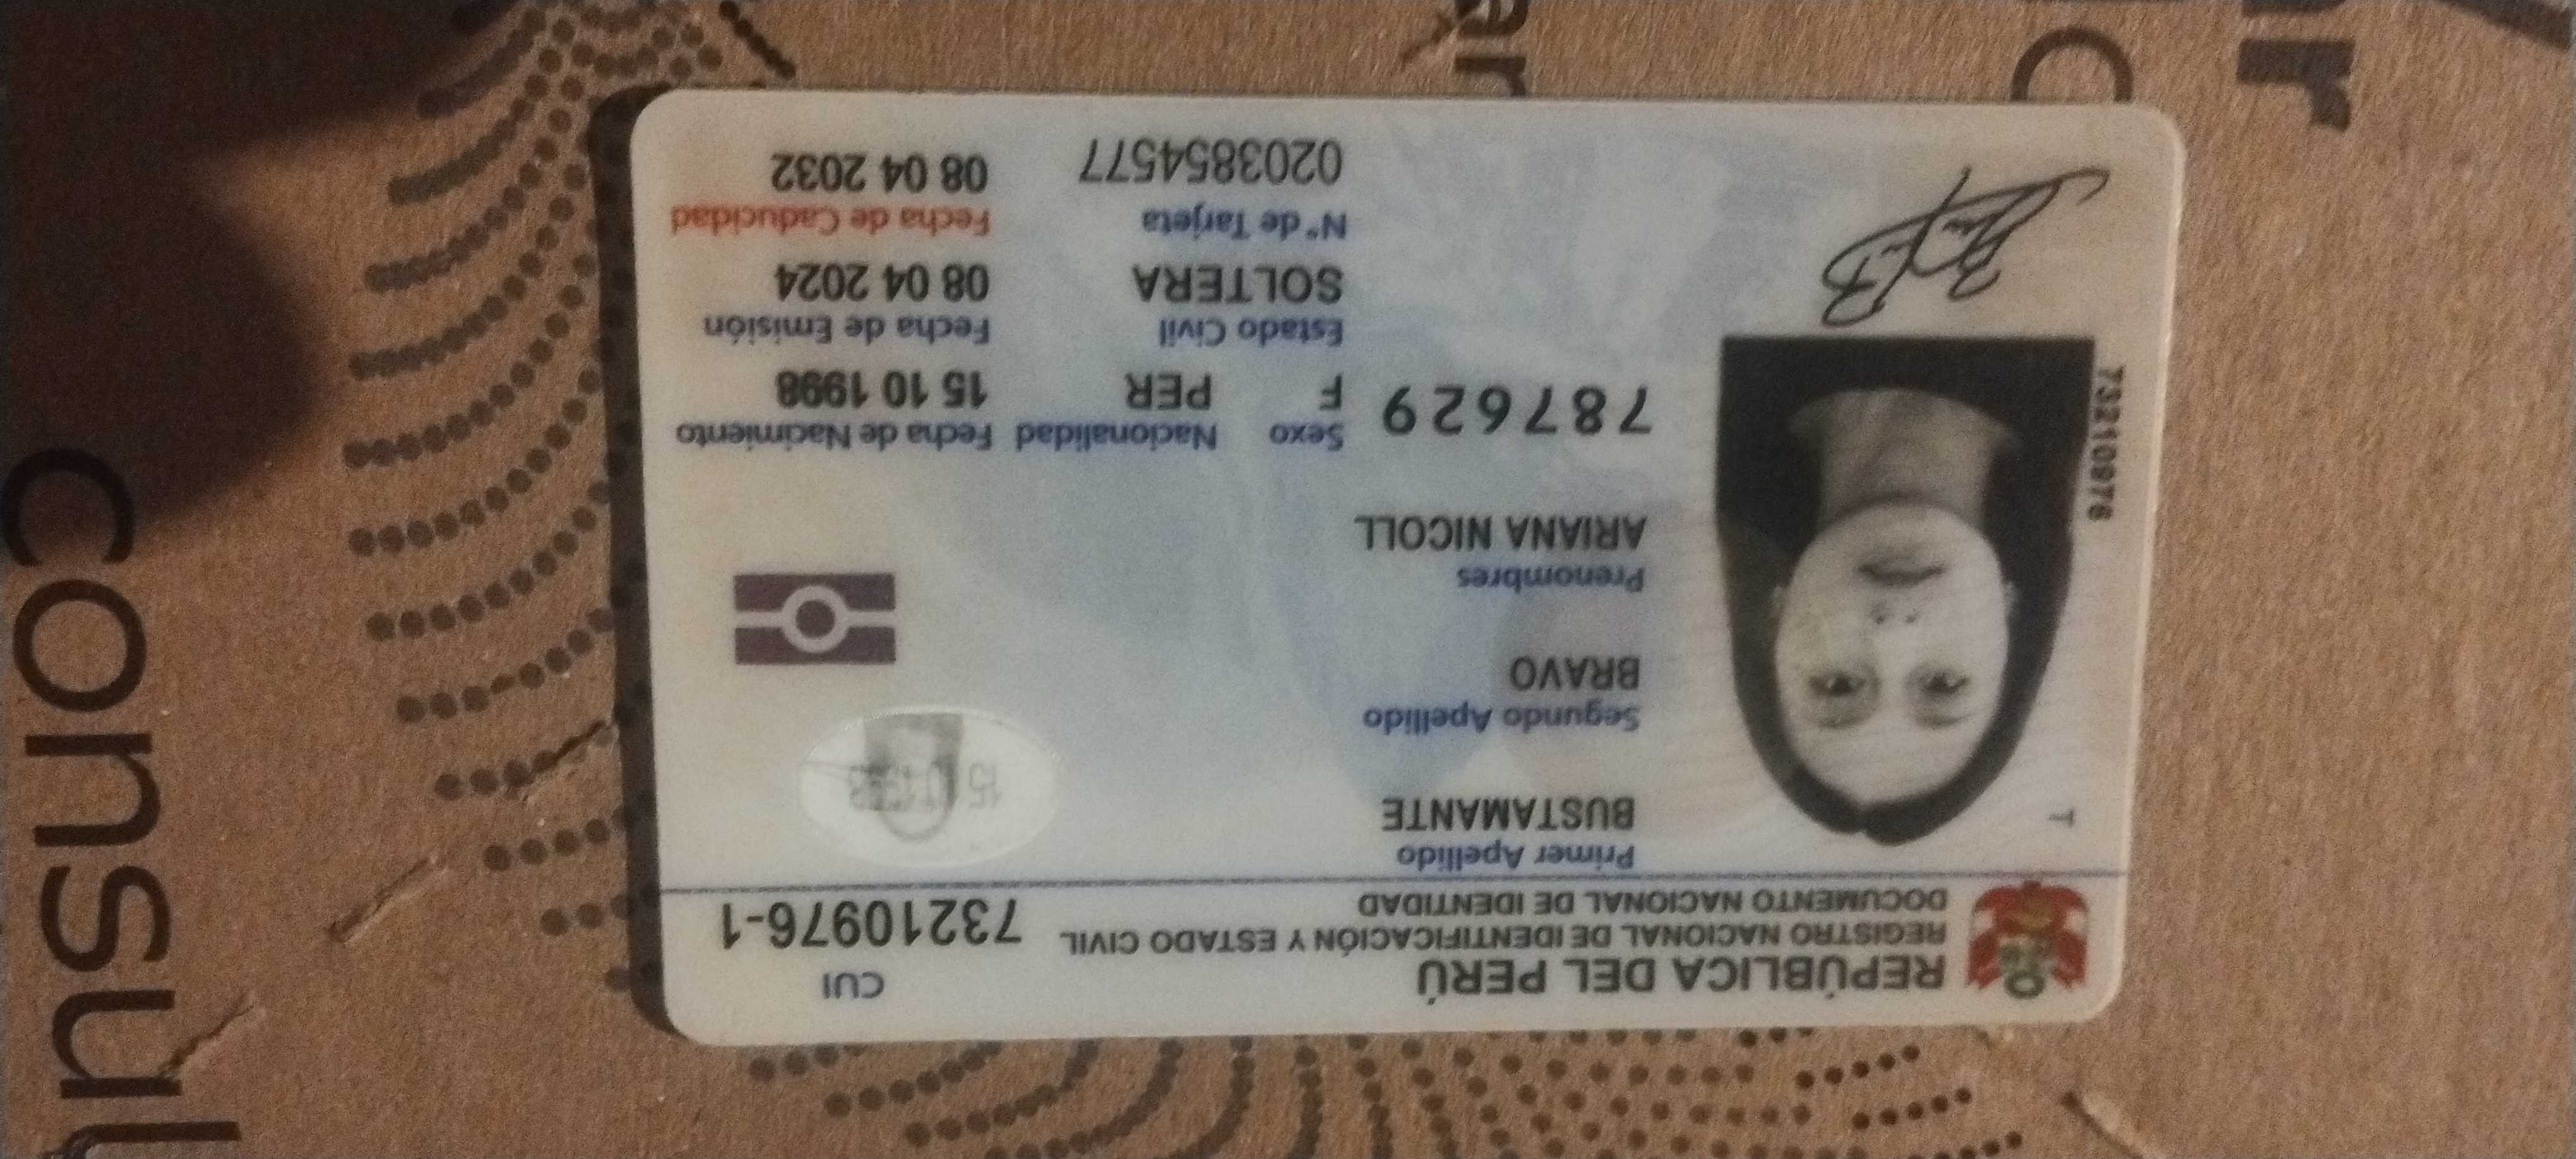 REPÚBLICA DEL PERÚ
REGISTRO NACIONAL DE IDENTIFICACIÓN Y ESTADO CIVIL
DOCUMENTO NACIONAL DE IDENTIDAD
CUI
73210976-1
Primer Apellido
BUSTAMANTE
Segundo Apellido
BRAVO
Prenombres
ARIANA NICOLL
T
73210976
787629
Sexo
F
Nacionalidad
PER
Fecha de Nacimiento
15 10 1998
Estado Civil
SOLTERA
Fecha de Emisión
08 04 2024
N° de Tarjeta
0203854577
Fecha de Caducidad
08 04 2032